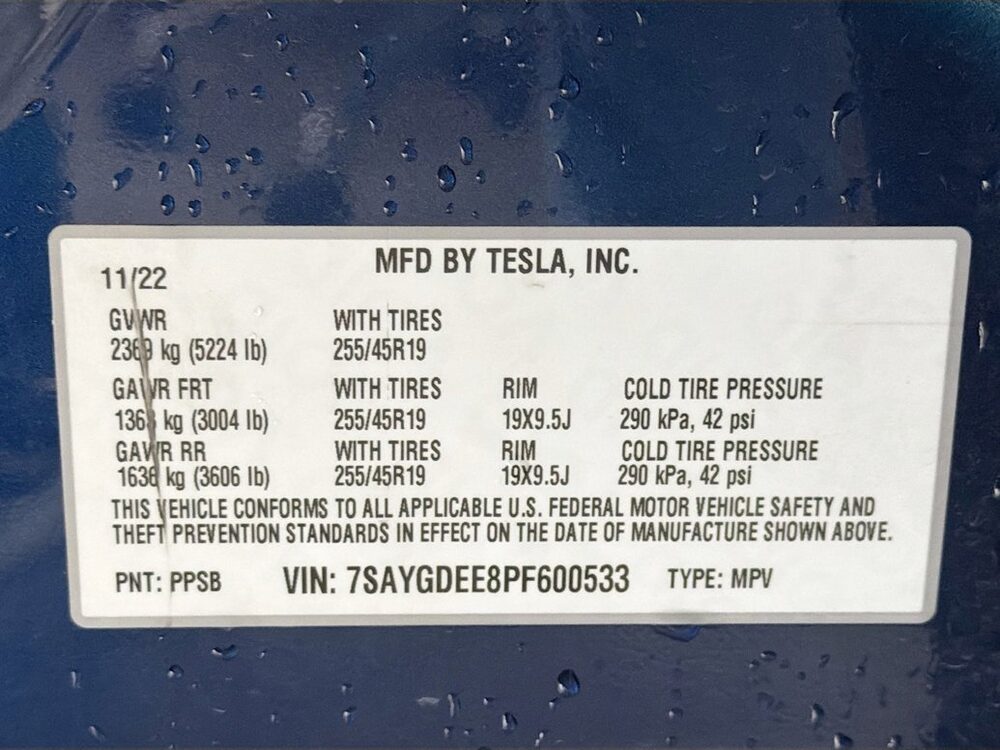 MFD BY TESLA, INC.
11/22
GVWR WITH TIRES
2369 kg (5224 lb) 255/45R19
GAWR FRT WITH TIRES RIM COLD TIRE PRESSURE
1363 kg (3004 lb) 255/45R19 19X9.5J 290 kPa, 42 psi
GAWR RR WITH TIRES RIM COLD TIRE PRESSURE
1636 kg (3606 lb) 255/45R19 19X9.5J 290 kPa, 42 psi
THIS VEHICLE CONFORMS TO ALL APPLICABLE U.S. FEDERAL MOTOR VEHICLE SAFETY AND
THEFT PREVENTION STANDARDS IN EFFECT ON THE DATE OF MANUFACTURE SHOWN ABOVE.
PNT: PPSB VIN: 7SAYGDEE8PF600533 TYPE: MPV